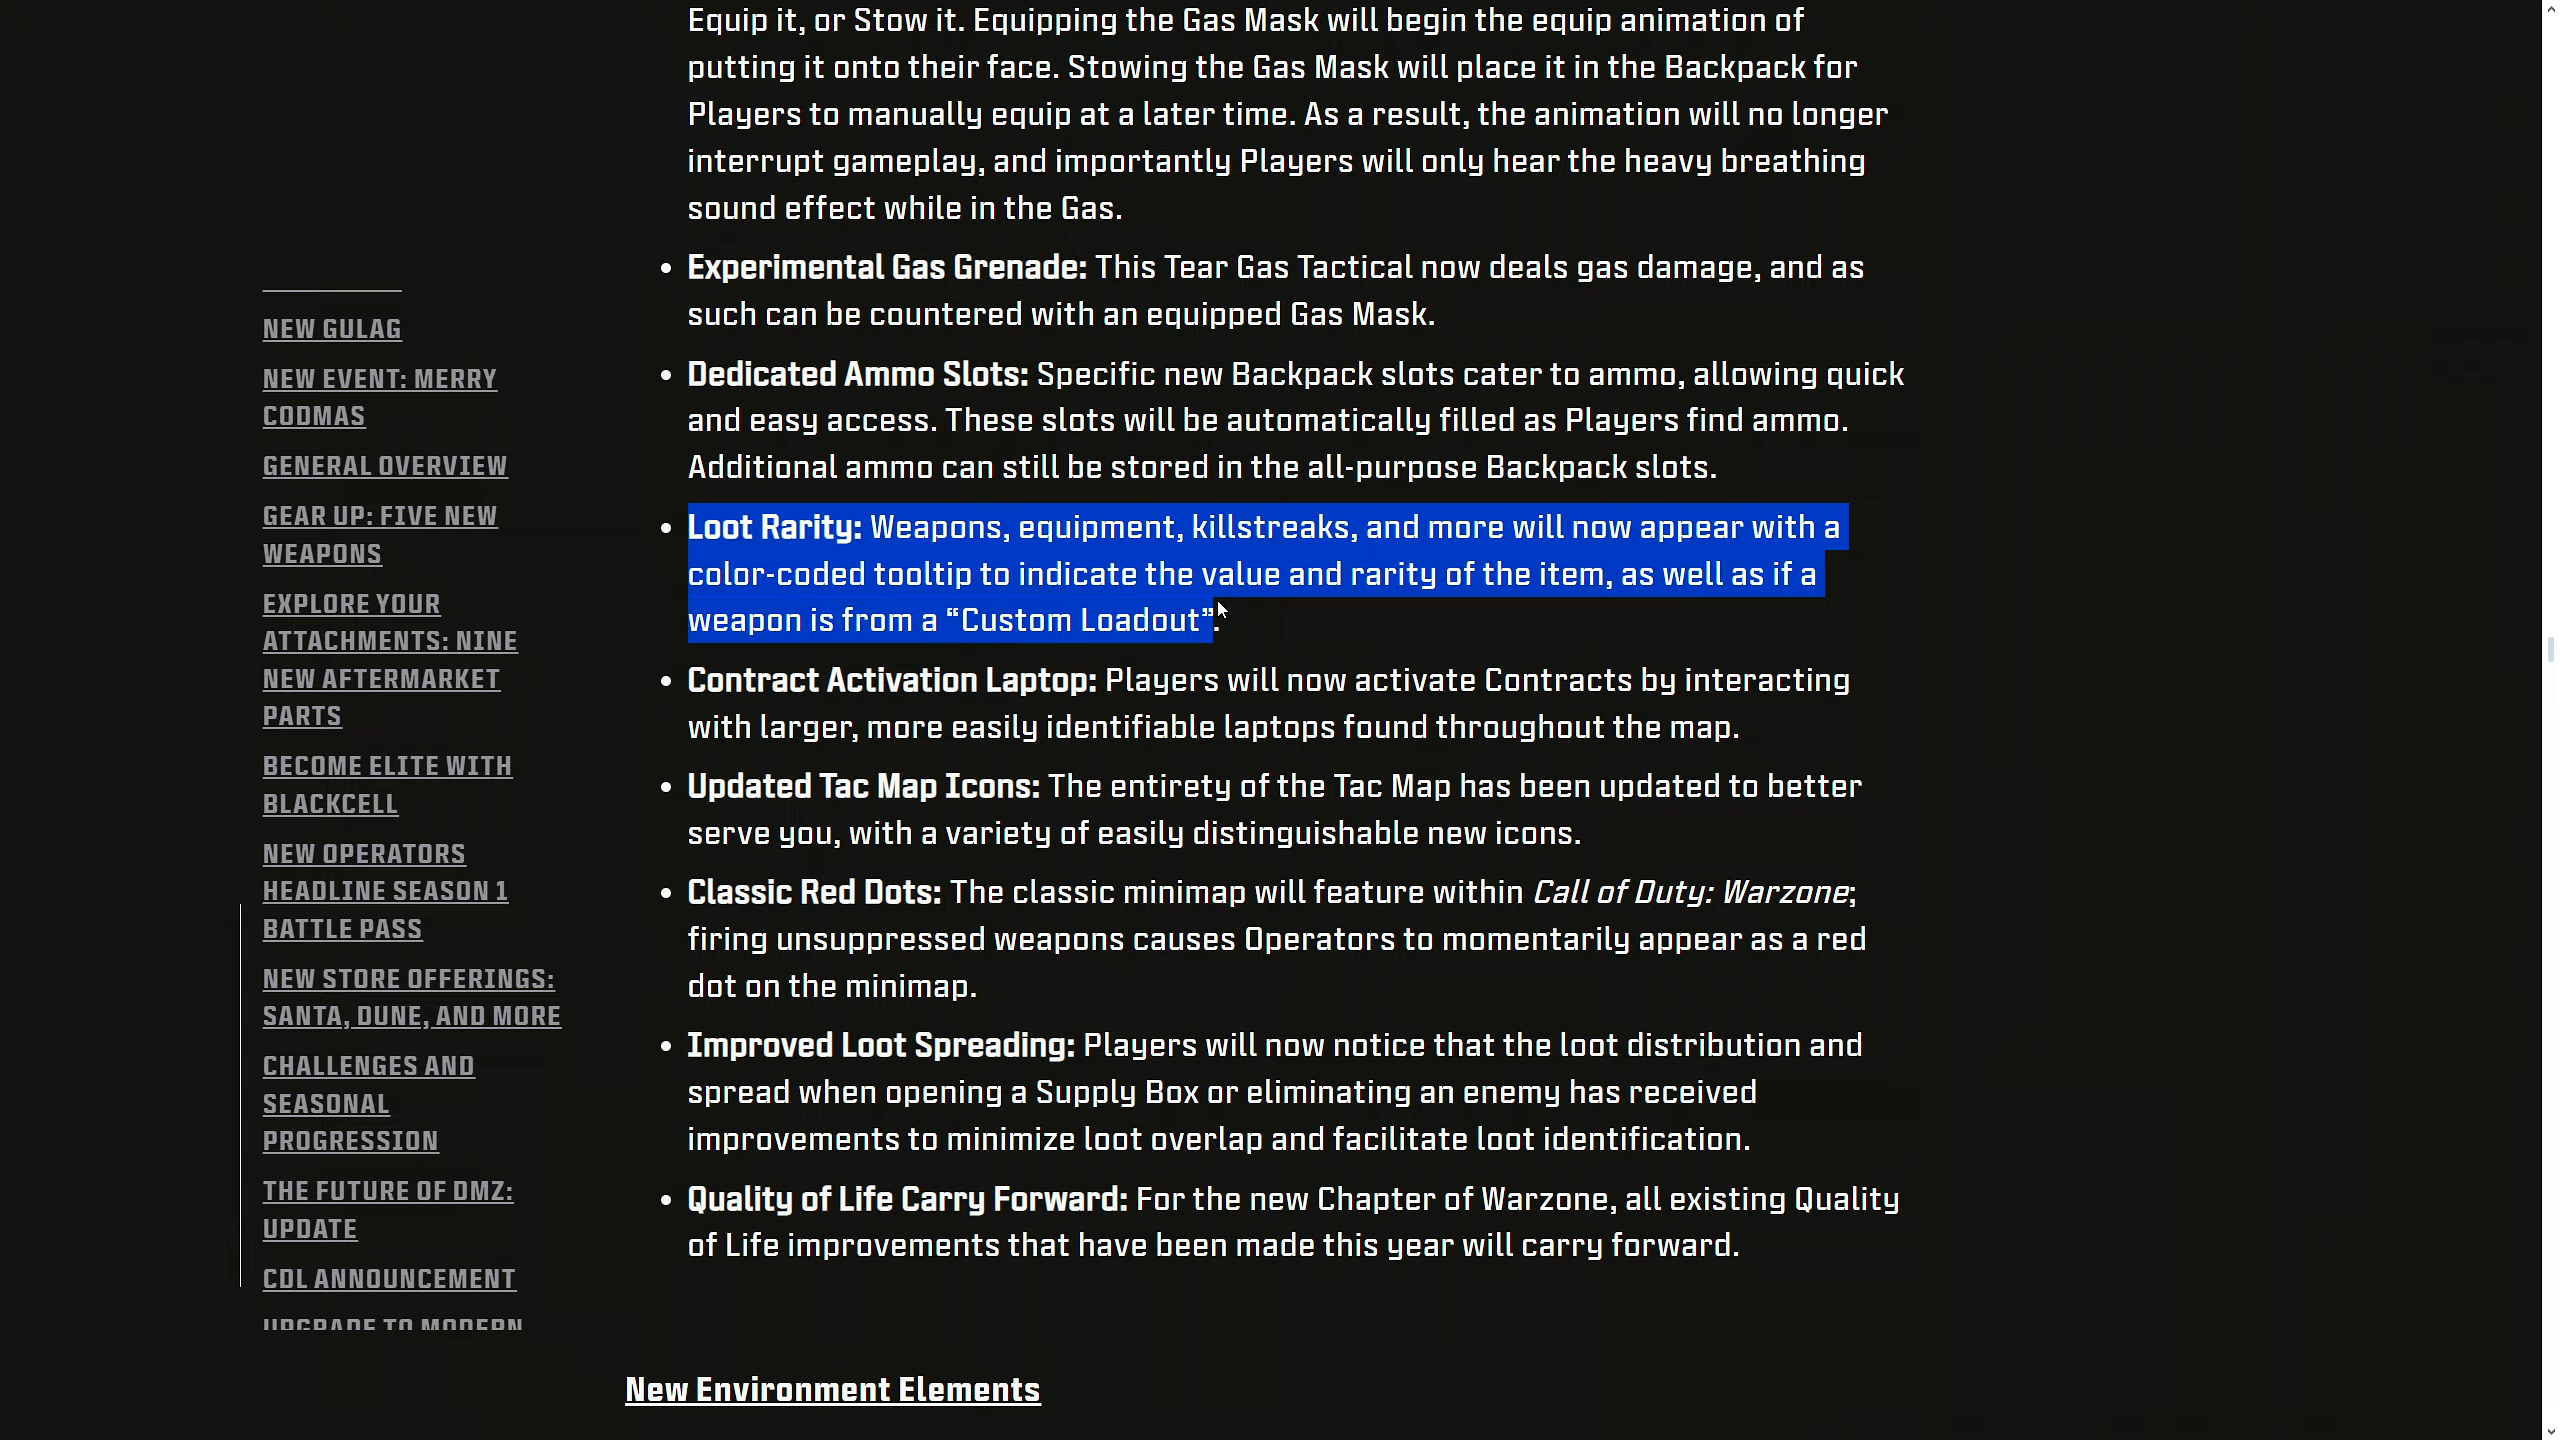 Equip it, or Stow it. Equipping the Gas Mask will begin the equip animation of
putting it onto their face. Stowing the Gas Mask will place it in the Backpack for
Players to manually equip at a later time. As a result, the animation will no longer
interrupt gameplay, and importantly Players will only hear the heavy breathing
sound effect while in the Gas.
• Experimental Gas Grenade: This Tear Gas Tactical now deals gas damage, and as
such can be countered with an equipped Gas Mask.
• Dedicated Ammo Slots: Specific new Backpack slots cater to ammo, allowing quick
and easy access. These slots will be automatically filled as Players find ammo.
Additional ammo can still be stored in the all-purpose Backpack slots.
• Loot Rarity: Weapons, equipment, killstreaks, and more will now appear with a
color-coded tooltip to indicate the value and rarity of the item, as well as if a
weapon is from a “Custom Loadout”.
• Contract Activation Laptop: Players will now activate Contracts by interacting
with larger, more easily identifiable laptops found throughout the map.
• Updated Tac Map Icons: The entirety of the Tac Map has been updated to better
serve you, with a variety of easily distinguishable new icons.
• Classic Red Dots: The classic minimap will feature within Call of Duty: Warzone;
firing unsuppressed weapons causes Operators to momentarily appear as a red
dot on the minimap.
• Improved Loot Spreading: Players will now notice that the loot distribution and
spread when opening a Supply Box or eliminating an enemy has received
improvements to minimize loot overlap and facilitate loot identification.
• Quality of Life Carry Forward: For the new Chapter of Warzone, all existing Quality
of Life improvements that have been made this year will carry forward.
New Environment Elements
NEW GULAG
NEW EVENT: MERRY
CODMAS
GENERAL OVERVIEW
GEAR UP: FIVE NEW
WEAPONS
EXPLORE YOUR
ATTACHMENTS: NINE
NEW AFTERMARKET
PARTS
BECOME ELITE WITH
BLACKCELL
NEW OPERATORS
HEADLINE SEASON 1
BATTLE PASS
NEW STORE OFFERINGS:
SANTA, DUNE, AND MORE
CHALLENGES AND
SEASONAL
PROGRESSION
THE FUTURE OF DMZ:
UPDATE
CDL ANNOUNCEMENT
UPGRADE TO MODERN